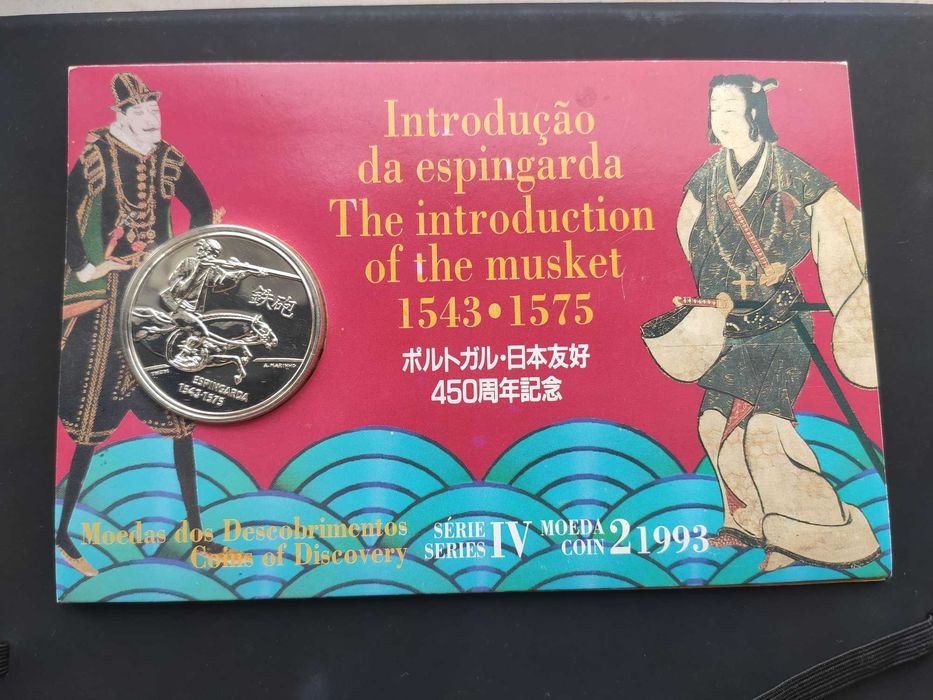 Introdução
da espingarda
The introduction
of the musket
1543•1575
ポルトガル・日本友好
450周年記念
鉄砲
A. MARINHO
ESPINGARDA
1543-1575
Moedas dos Descobrimentos
Coins of Discovery
SÉRIE
SERIES IV
MOEDA
COIN 2 1993